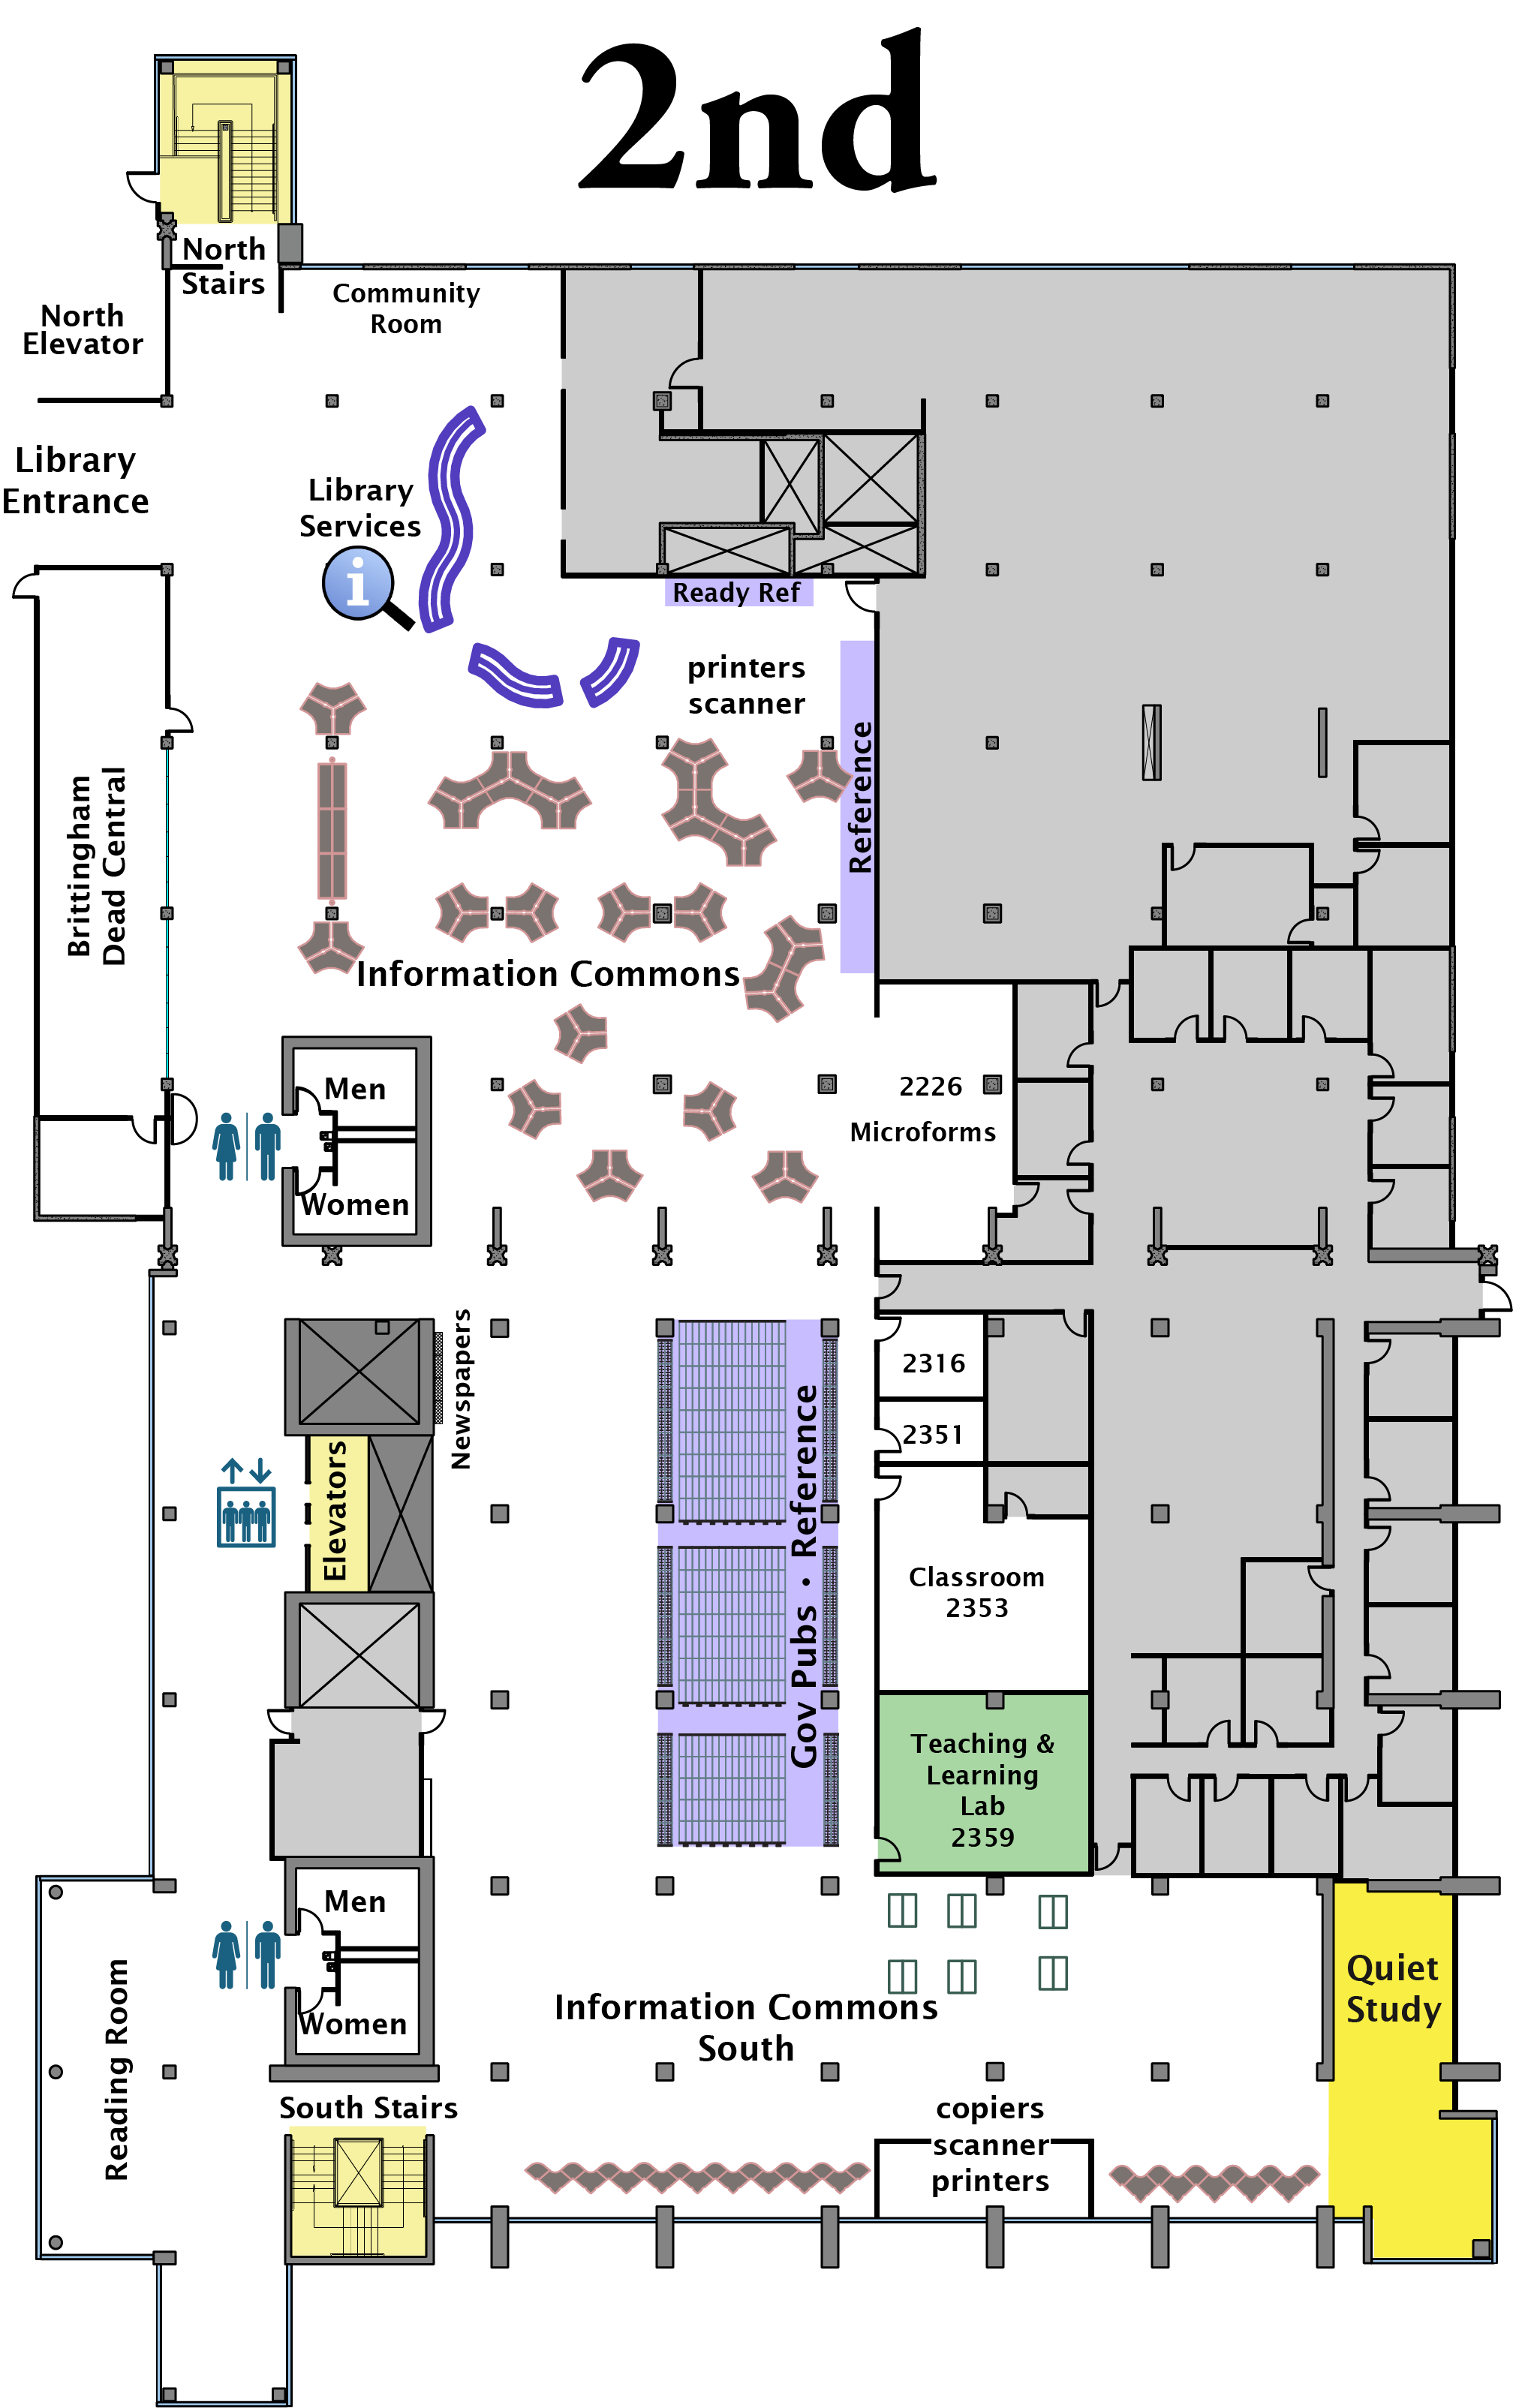 2nd
North
Stairs
Community
Room
North
Elevator
Library
Entrance
Library
Services
i
Ready Ref
printers
scanner
Reference
Brittingham
Dead Central
Information Commons
Men
Women
2226
Microforms
Newspapers
2316
2351
Elevators
Gov Pubs • Reference
Classroom
2353
Teaching &
Learning
Lab
2359
Men
Women
Reading Room
Quiet
Study
Information Commons
South
South Stairs
copiers
scanner
printers